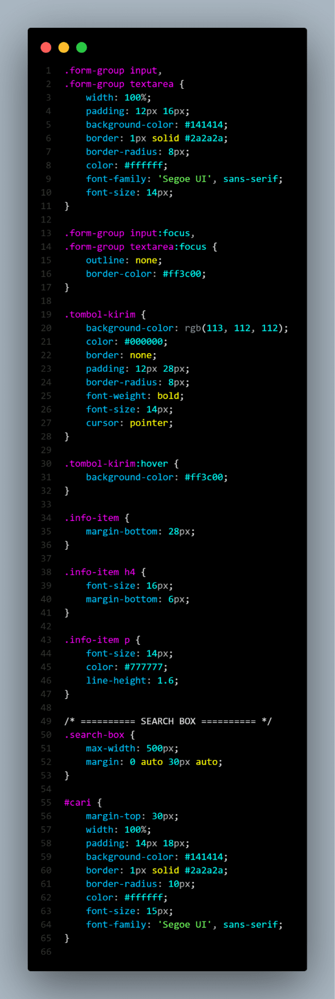 1 .form-group input,
2 .form-group textarea {
3     width: 100%;
4     padding: 12px 16px;
5     background-color: #141414;
6     border: 1px solid #2a2a2a;
7     border-radius: 8px;
8     color: #ffffff;
9     font-family: 'Segoe UI', sans-serif;
10     font-size: 14px;
11 }
12
13 .form-group input:focus,
14 .form-group textarea:focus {
15     outline: none;
16     border-color: #ff3c00;
17 }
18
19 .tombol-kirim {
20     background-color: rgb(113, 112, 112);
21     color: #000000;
22     border: none;
23     padding: 12px 28px;
24     border-radius: 8px;
25     font-weight: bold;
26     font-size: 14px;
27     cursor: pointer;
28 }
29
30 .tombol-kirim:hover {
31     background-color: #ff3c00;
32 }
33
34 .info-item {
35     margin-bottom: 28px;
36 }
37
38 .info-item h4 {
39     font-size: 16px;
40     margin-bottom: 6px;
41 }
42
43 .info-item p {
44     font-size: 14px;
45     color: #777777;
46     line-height: 1.6;
47 }
48
49 /* ========== SEARCH BOX ========== */
50 .search-box {
51     max-width: 500px;
52     margin: 0 auto 30px auto;
53 }
54
55 #cari {
56     margin-top: 30px;
57     width: 100%;
58     padding: 14px 18px;
59     background-color: #141414;
60     border: 1px solid #2a2a2a;
61     border-radius: 10px;
62     color: #ffffff;
63     font-size: 15px;
64     font-family: 'Segoe UI', sans-serif;
65 }
66